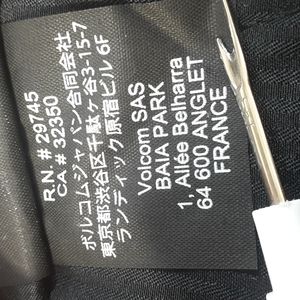 R.N. # 29745
CA # 32350
ボルコムジャパン合同会社
東京都渋谷区千駄ヶ谷3-15-7
ランディック原宿ビル 6F
Volcom SAS
BAIA PARK
1, Allée Belharra
64 600 ANGLET
FRANCE